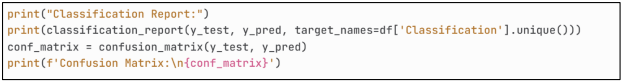 print("Classification Report:")
print(classification_report(y_test, y_pred, target_names=df['Classification'].unique()))
conf_matrix = confusion_matrix(y_test, y_pred)
print(f'Confusion Matrix:\n{conf_matrix}')